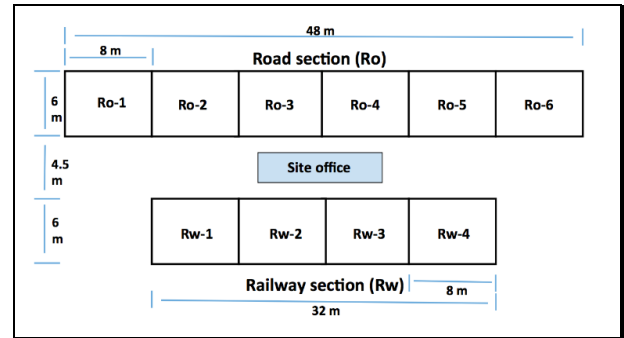 48 m
8 m
Road section (Ro)
6 m
Ro-1 Ro-2 Ro-3 Ro-4 Ro-5 Ro-6
4.5 m
Site office
6 m
Rw-1 Rw-2 Rw-3 Rw-4
Railway section (Rw)
8 m
32 m